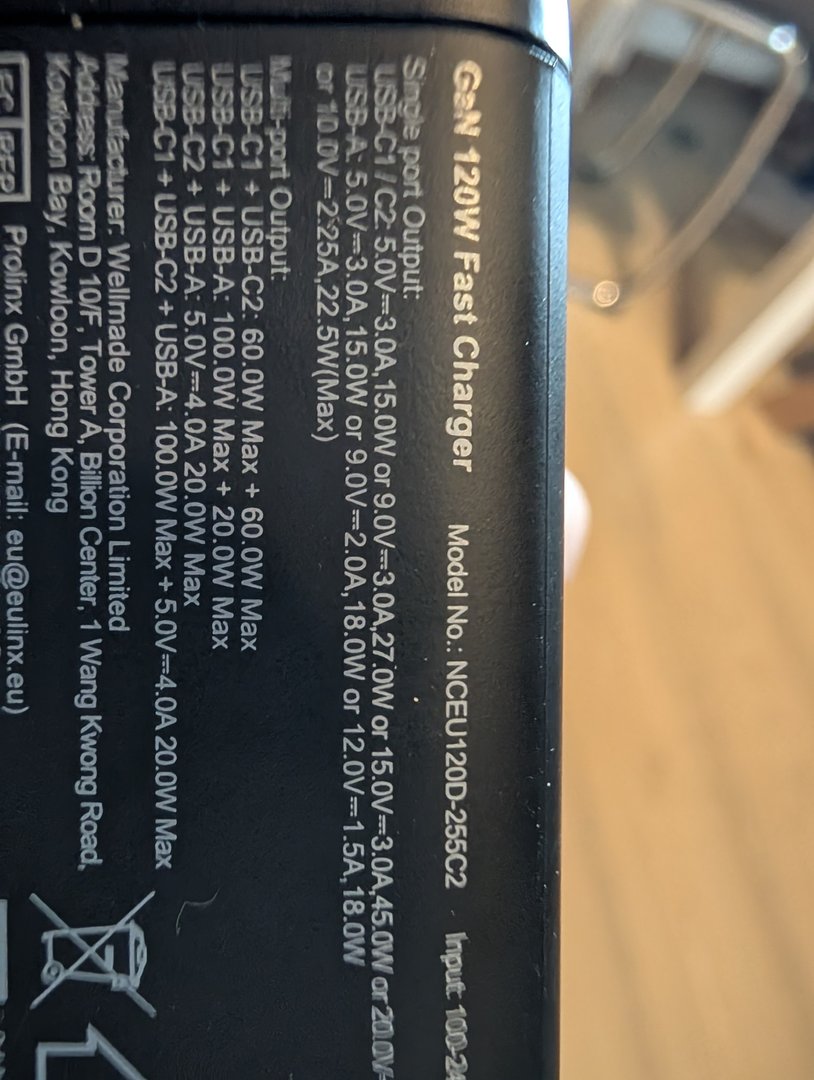 GaN 120W Fast Charger Model No.: NCEU120D-255C2 Input: 100-24
Single port Output:
USB-C1 / C2: 5.0V⎓3.0A,15.0W or 9.0V⎓3.0A,27.0W or 15.0V⎓3.0A,45.0W or 20.0V
USB-A: 5.0V⎓3.0A,15.0W or 9.0V⎓2.0A,18.0W or 12.0V⎓1.5A,18.0W
or 10.0V⎓2.25A,22.5W(Max)
Multi-port Output:
USB-C1 + USB-C2: 60.0W Max + 60.0W Max
USB-C1 + USB-A: 100.0W Max + 20.0W Max
USB-C2 + USB-A: 5.0V⎓4.0A 20.0W Max
USB-C1 + USB-C2 + USB-A: 100.0W Max + 5.0V⎓4.0A 20.0W Max
Manufacturer: Wellmade Corporation Limited
Address: Room D 10/F, Tower A, Billion Center, 1 Wang Kwong Road,
Kowloon Bay, Kowloon, Hong Kong
EC REP Prolinx GmbH (E-mail: eu@eulinx.eu)